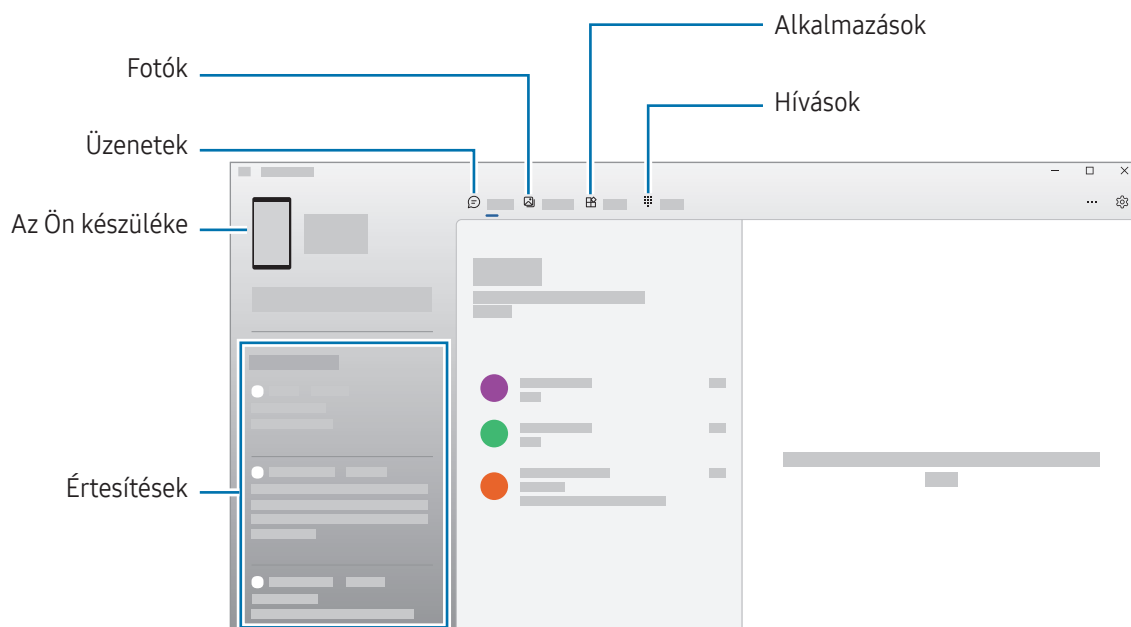 Alkalmazások
Fotók
Hívások
Üzenetek
Az Ön készüléke
Értesítések